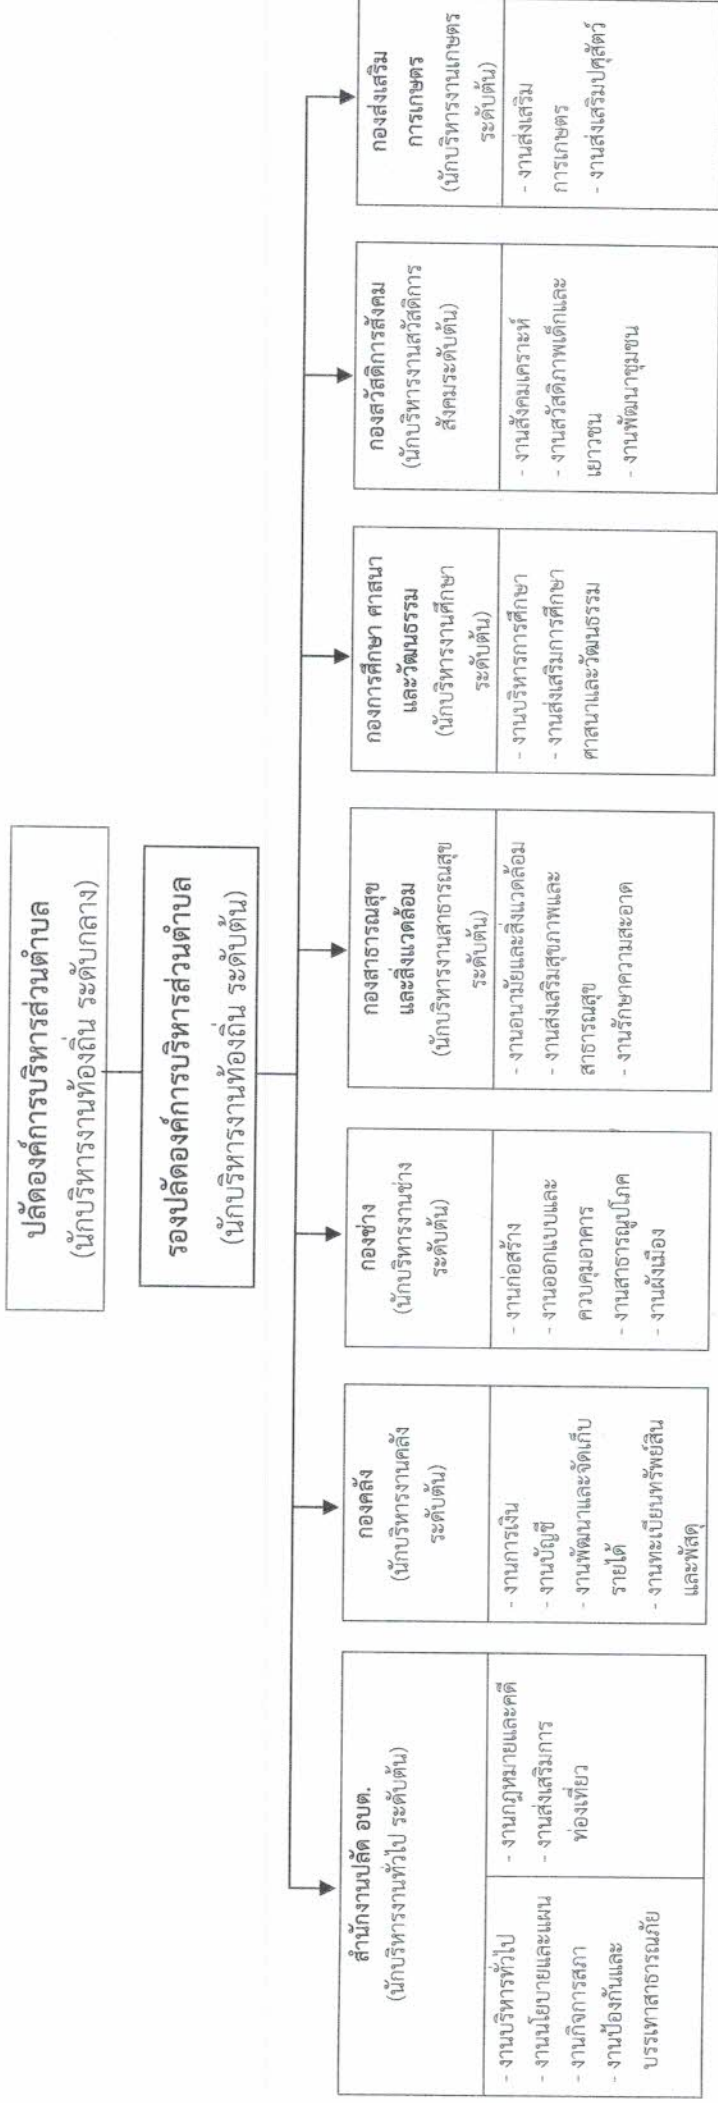 ปลัดองค์การบริหารส่วนตำบล
(นักบริหารงานท้องถิ่น ระดับกลาง)
รองปลัดองค์การบริหารส่วนตำบล
(นักบริหารงานท้องถิ่น ระดับต้น)
สำนักงานปลัด อบต.
(นักบริหารงานทั่วไป ระดับต้น)
- งานบริหารทั่วไป
- งานนโยบายและแผน
- งานกิจการสภา
- งานป้องกันและ
บรรเทาสาธารณภัย
- งานกฎหมายและคดี
- งานส่งเสริมการ
ท่องเที่ยว
กองคลัง
(นักบริหารงานคลัง
ระดับต้น)
- งานการเงิน
- งานบัญชี
- งานพัฒนาและจัดเก็บ
รายได้
- งานทะเบียนทรัพย์สิน
และพัสดุ
กองช่าง
(นักบริหารงานช่าง
ระดับต้น)
- งานก่อสร้าง
- งานออกแบบและ
ควบคุมอาคาร
- งานสาธารณูปโภค
- งานผังเมือง
กองสาธารณสุข
และสิ่งแวดล้อม
(นักบริหารงานสาธารณสุข
ระดับต้น)
- งานอนามัยและสิ่งแวดล้อม
- งานส่งเสริมสุขภาพและ
สาธารณสุข
- งานรักษาความสะอาด
กองการศึกษา ศาสนา
และวัฒนธรรม
(นักบริหารงานศึกษา
ระดับต้น)
- งานบริหารการศึกษา
- งานส่งเสริมการศึกษา
ศาสนาและวัฒนธรรม
กองสวัสดิการสังคม
(นักบริหารงานสวัสดิการ
สังคมระดับต้น)
- งานสังคมเคราะห์
- งานสวัสดิภาพเด็กและ
เยาวชน
- งานพัฒนาชุมชน
กองส่งเสริม
การเกษตร
(นักบริหารงานเกษตร
ระดับต้น)
- งานส่งเสริม
การเกษตร
- งานส่งเสริมปศุสัตว์